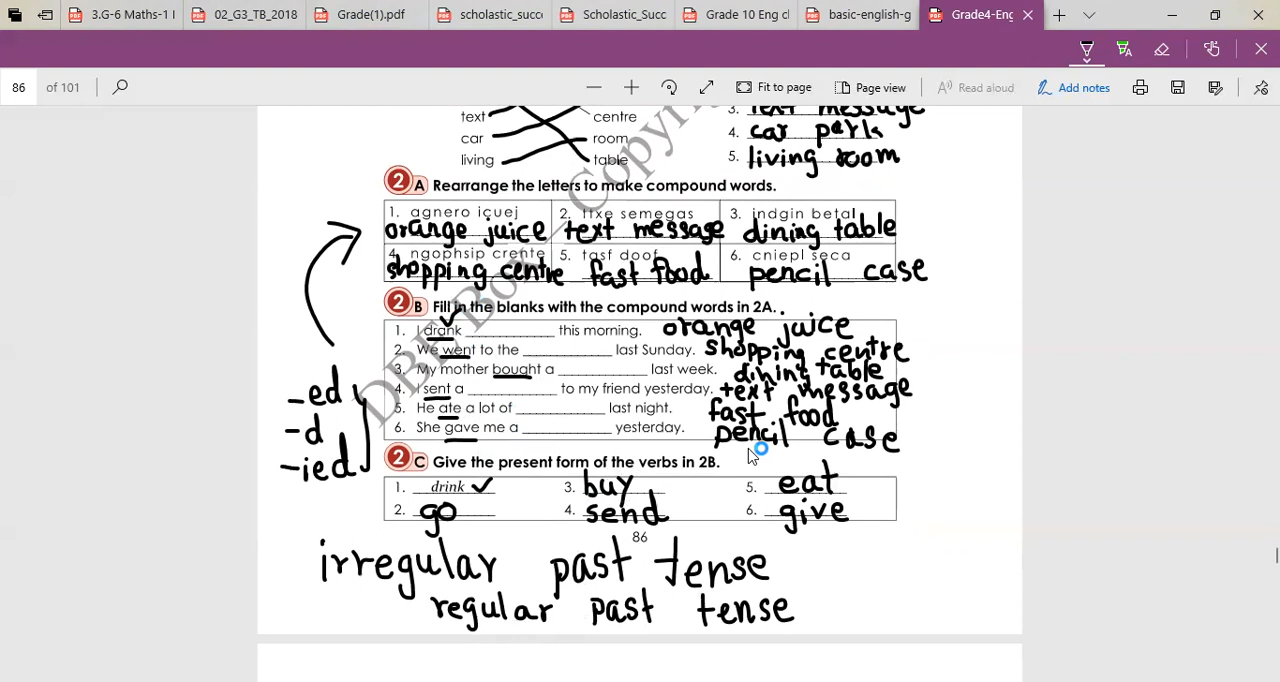 3.G-6 Maths-1 I
02_G3_TB_2018
Grade(1).pdf
scholastic_succe
Scholastic_Succ
Grade 10 Eng cl
basic-english-g
Grade4-Eng
86 of 101
Fit to page
Page view
Read aloud
Add notes
text
centre
3. text message
car
room
4. car park
living
table
5. living room
2 A Rearrange the letters to make compound words.
1. agnero icuej
2. ttxe semegas
3. indgin betal
orange juice
text message
dining table
4. ngophsip crente
5. tasf doof
6. cniepl seca
shopping centre
fast food
pencil case
2 B Fill in the blanks with the compound words in 2A.
1. I drank ____________ this morning. orange juice
2. We went to the ____________ last Sunday. shopping centre
3. My mother bought a ____________ last week. dining table
4. I sent a ____________ to my friend yesterday. text message
5. He ate a lot of ____________ last night. fast food
6. She gave me a ____________ yesterday. pencil case
-ed
-d
-ied
2 C Give the present form of the verbs in 2B.
1. drink
3. buy
5. eat
2. go
4. send
6. give
86
irregular past tense
regular past tense
DBE Box – Copyr